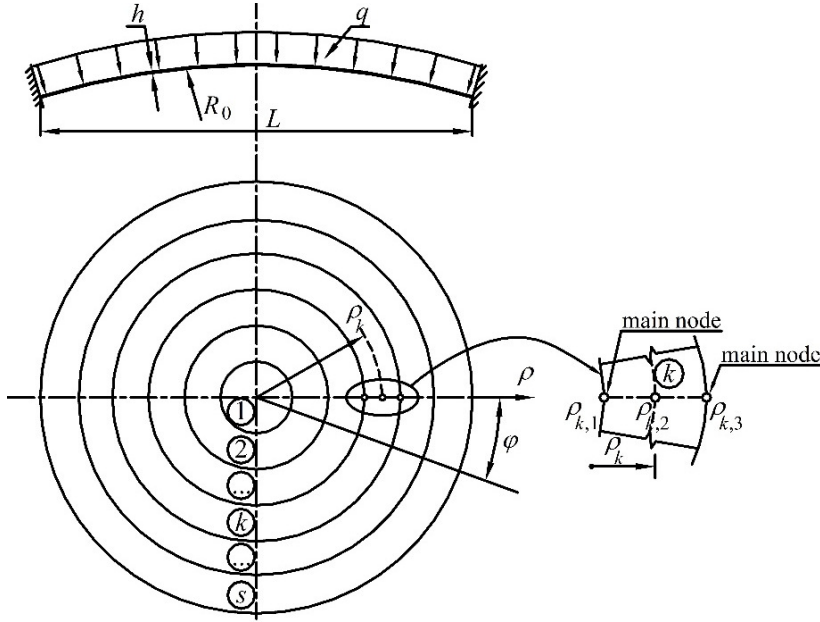 h
q
R₀
L
ρₖ
ρ
φ
1
2
...
k
...
s
main node
main node
k
ρₖ,₁
ρₖ,₂
ρₖ,₃
ρₖ